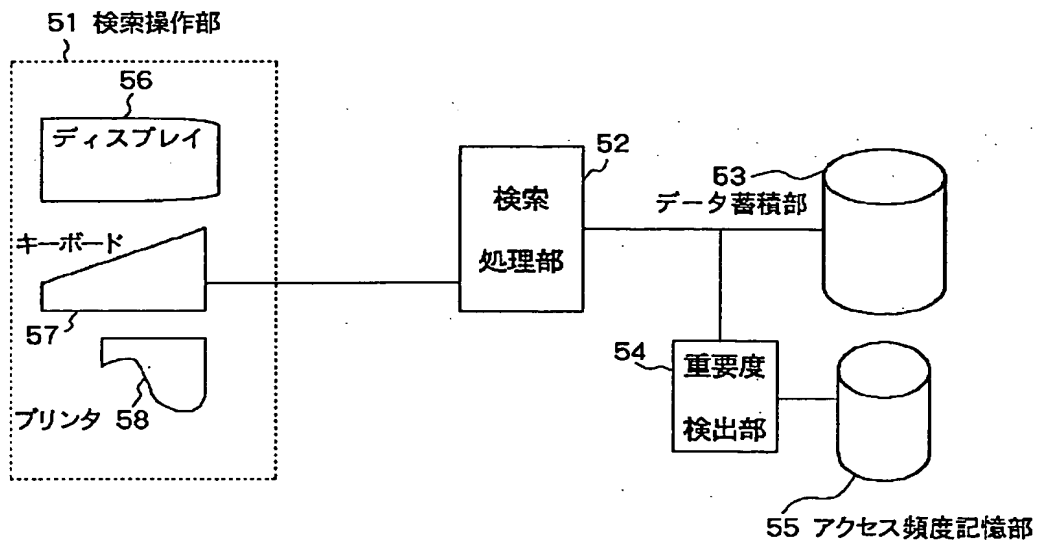 51 検索操作部
56
ディスプレイ
キーボード
57
プリンタ 58
52
検索
処理部
53
データ蓄積部
54
重要度
検出部
55 アクセス頻度記憶部